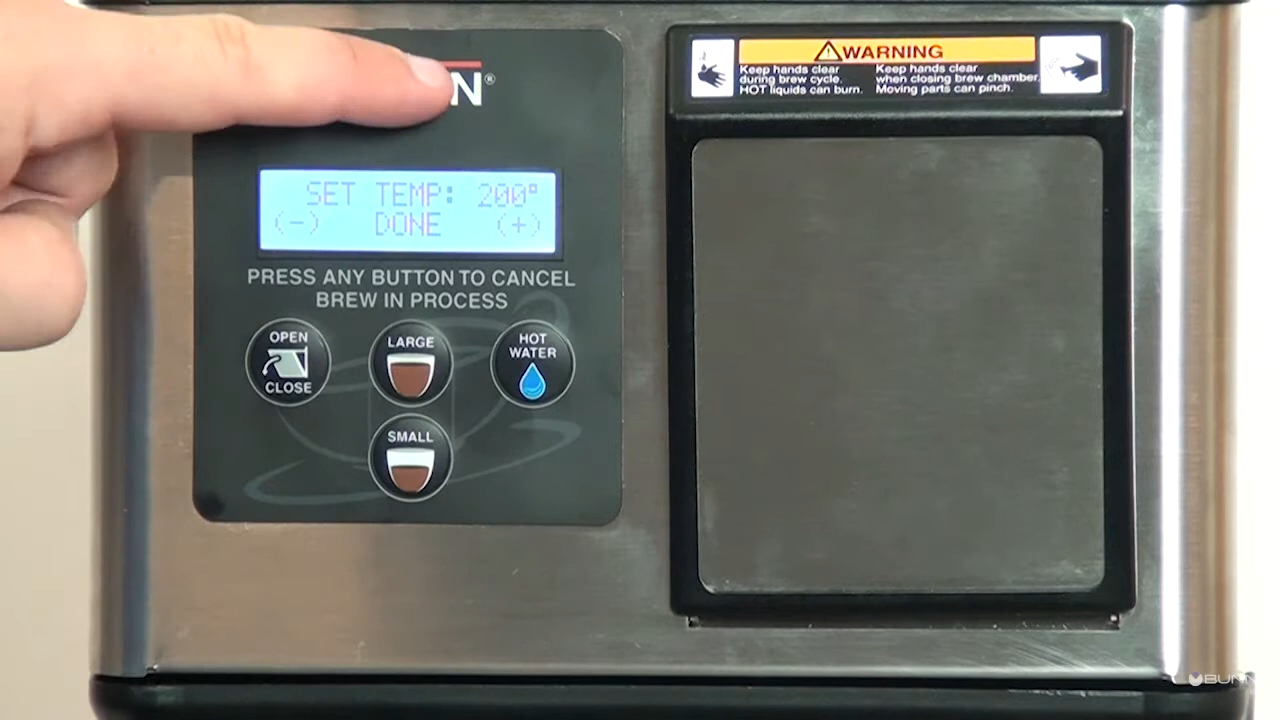 N®
SET TEMP: 200°
(-) DONE (+)
PRESS ANY BUTTON TO CANCEL
BREW IN PROCESS
OPEN
CLOSE
LARGE
HOT
WATER
SMALL
WARNING
Keep hands clear
during brew cycle.
HOT liquids can burn.
Keep hands clear
when closing brew chamber.
Moving parts can pinch.
BUNN